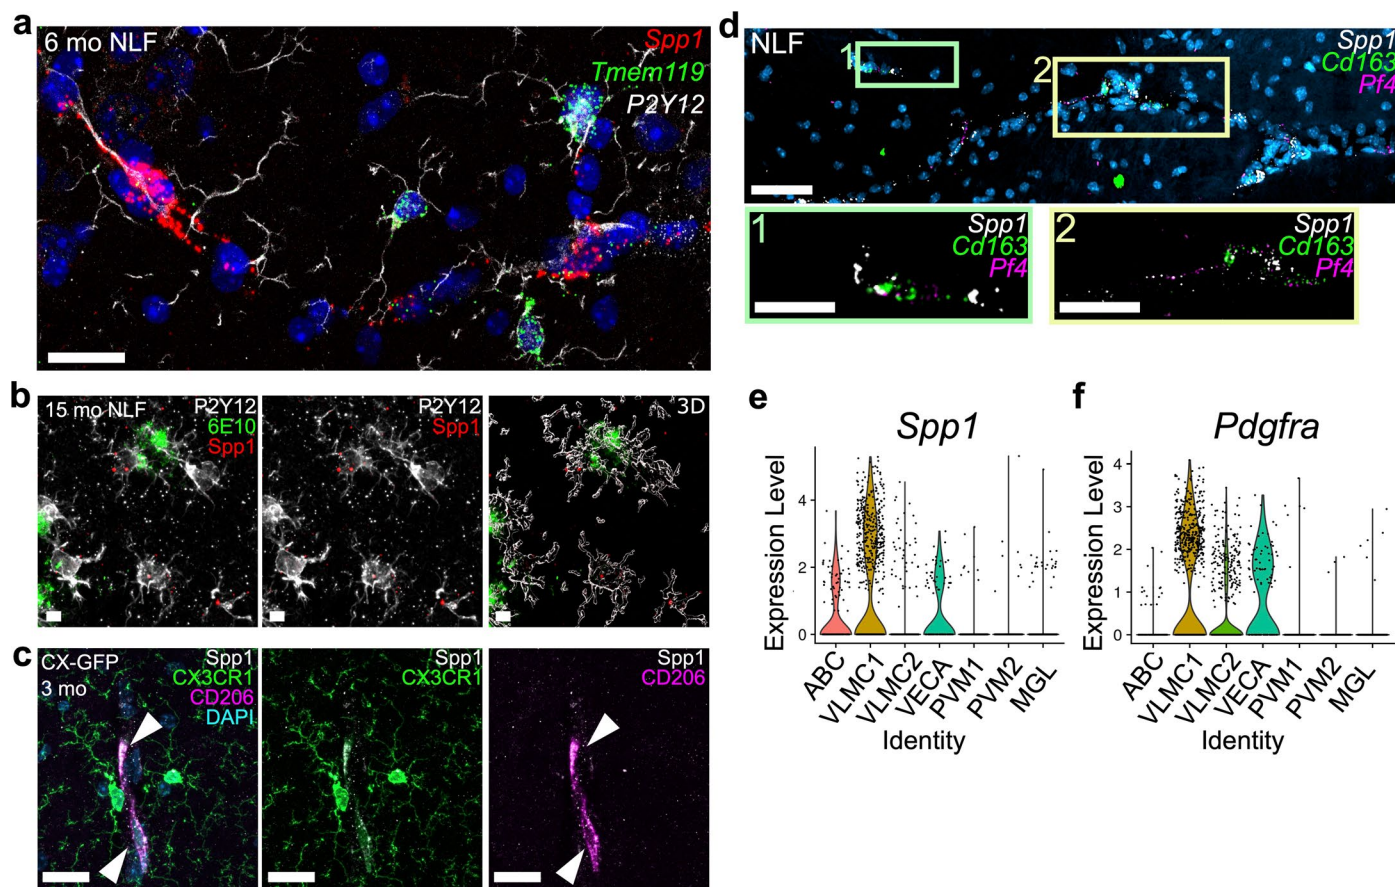 a
6 mo NLF
Spp1
Tmem119
P2Y12
b
15 mo NLF
P2Y12
6E10
Spp1
P2Y12
Spp1
3D
c
CX-GFP
3 mo
Spp1
CX3CR1
CD206
DAPI
Spp1
CX3CR1
Spp1
CD206
d
NLF
1
2
Spp1
Cd163
Pf4
1
Spp1
Cd163
Pf4
2
Spp1
Cd163
Pf4
e
Spp1
Expression Level
4
2
0
ABC
VLMC1
VLMC2
VECA
PVM1
PVM2
MGL
Identity
f
Pdgfra
Expression Level
4
3
2
1
0
ABC
VLMC1
VLMC2
VECA
PVM1
PVM2
MGL
Identity